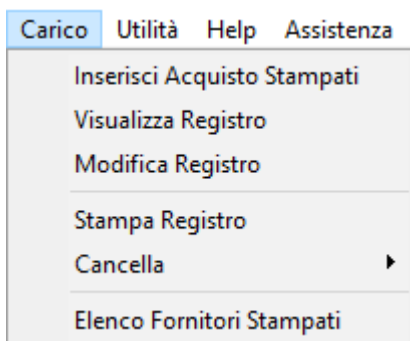 Carico Utilità Help Assistenza
Inserisci Acquisto Stampati
Visualizza Registro
Modifica Registro
Stampa Registro
Cancella
Elenco Fornitori Stampati